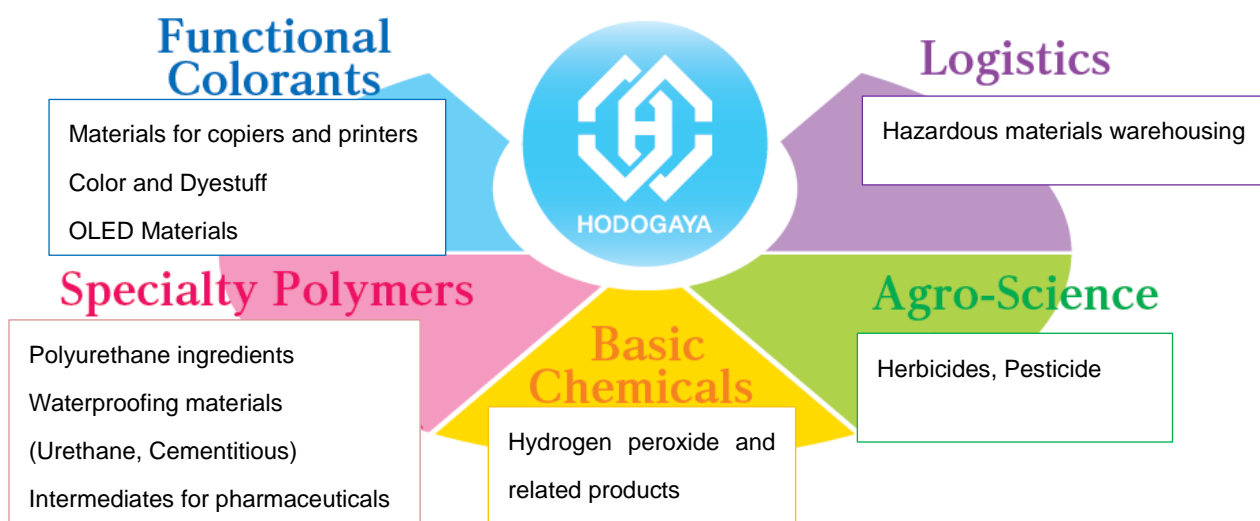 Functional
Colorants
Materials for copiers and printers
Color and Dyestuff
OLED Materials
HODOGAYA
Logistics
Hazardous materials warehousing
Specialty Polymers
Polyurethane ingredients
Waterproofing materials
(Urethane, Cementitious)
Intermediates for pharmaceuticals
Basic
Chemicals
Hydrogen peroxide and
related products
Agro-Science
Herbicides, Pesticide